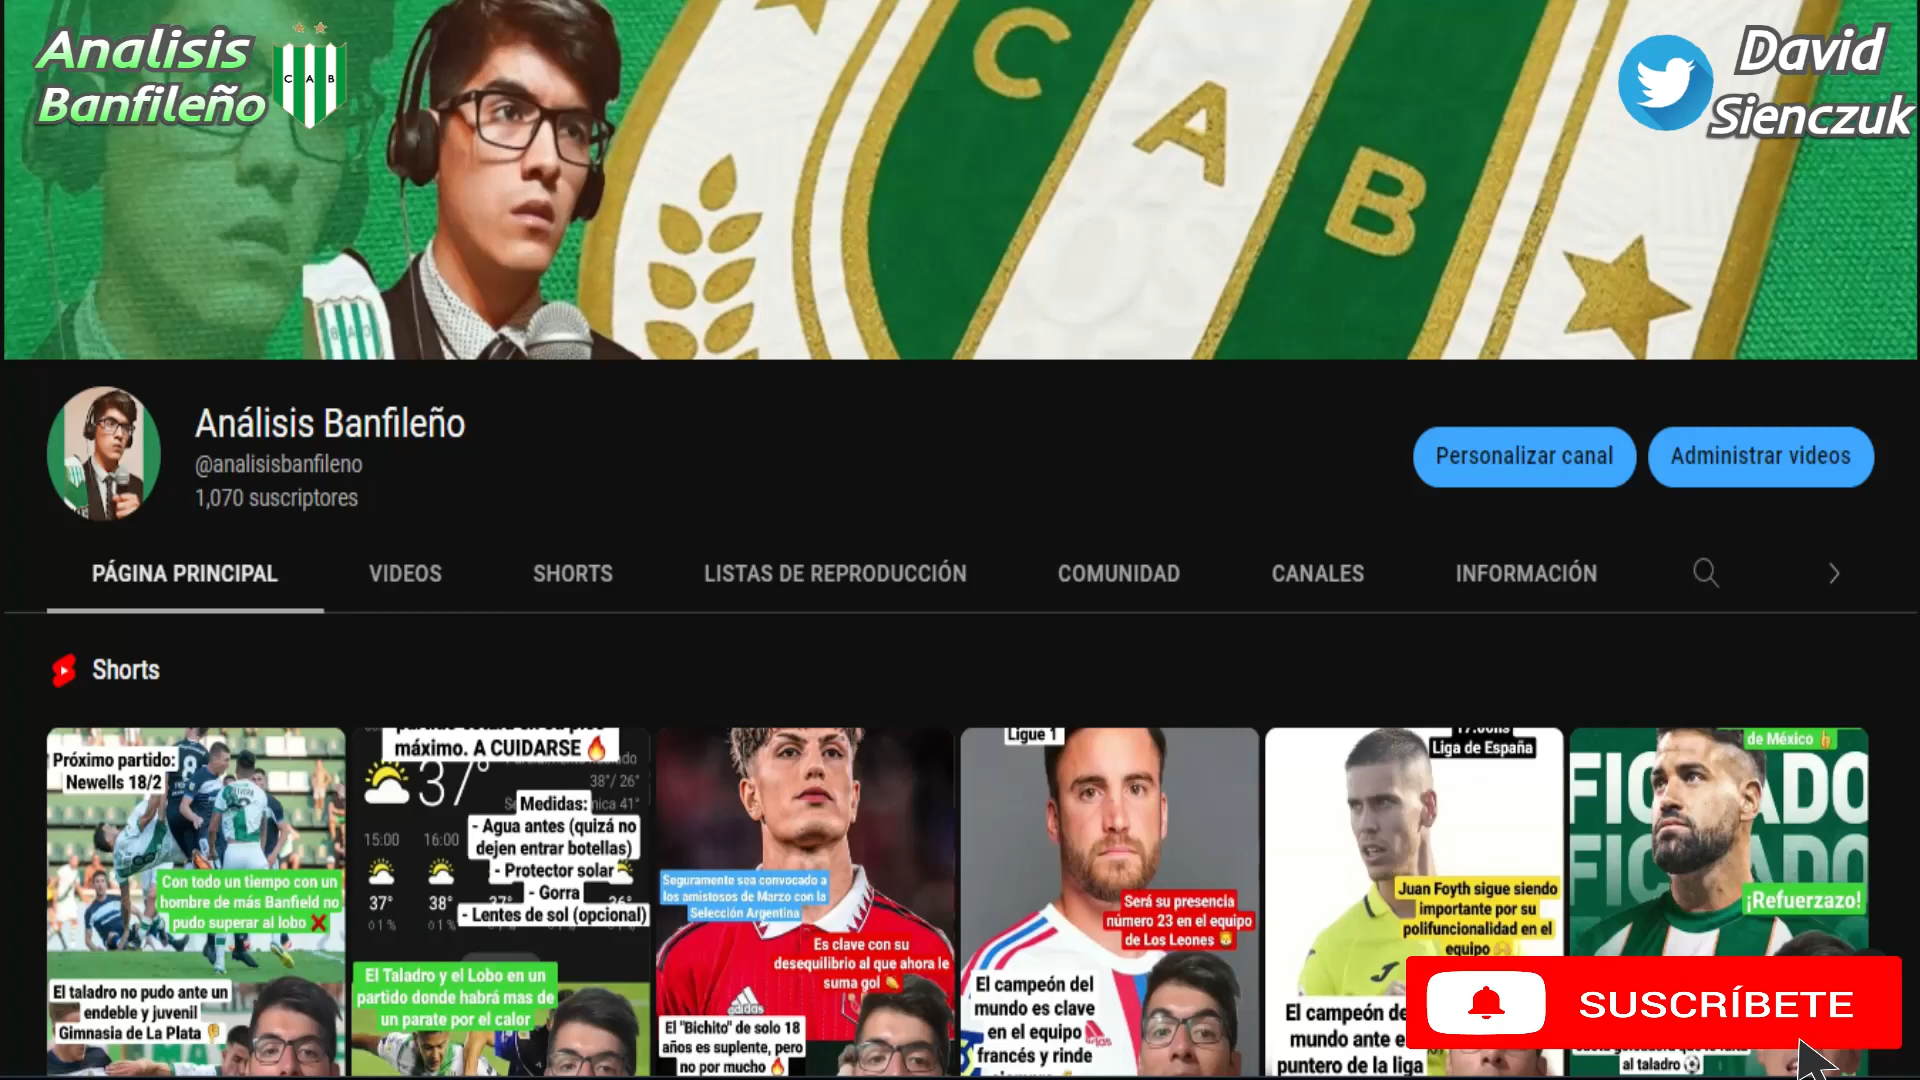 Analisis
Banfileño
C A B
David
Sienczuk
C
A
B
Análisis Banfileño
@analisisbanfileno
1,070 suscriptores
Personalizar canal
Administrar videos
PÁGINA PRINCIPAL
VIDEOS
SHORTS
LISTAS DE REPRODUCCIÓN
COMUNIDAD
CANALES
INFORMACIÓN
Shorts
Próximo partido:
Newells 18/2
Con todo un tiempo con un
hombre de más Banfield no
pudo superar al lobo ❌
El taladro no pudo ante un
endeble y juvenil
Gimnasia de La Plata
máximo. A CUIDARSE 🔥
37°
38°/ 26°
41°
Medidas:
- Agua antes (quizá no
dejen entrar botellas)
- Protector solar
- Gorra
- Lentes de sol (opcional)
15:00
16:00
37°
38°
El Taladro y el Lobo en un
partido donde habrá mas de
un parate por el calor
Seguramente sea convocado a
los amistosos de Marzo con la
Selección Argentina
Es clave con su
desequilibrio al que ahora le
suma gol
adidas
El "Bichito" de solo 18
años es suplente, pero
no por mucho 🔥
Ligue 1
Será su presencia
número 23 en el equipo
de Los Leones
El campeón del
mundo es clave
en el equipo
francés y rinde
Liga de España
Juan Foyth sigue siendo
importante por su
polifuncionalidad en el
equipo
El campeón de
mundo ante e
puntero de la liga
de México
¡Refuerzazo!
al taladro ⚽
SUSCRÍBETE